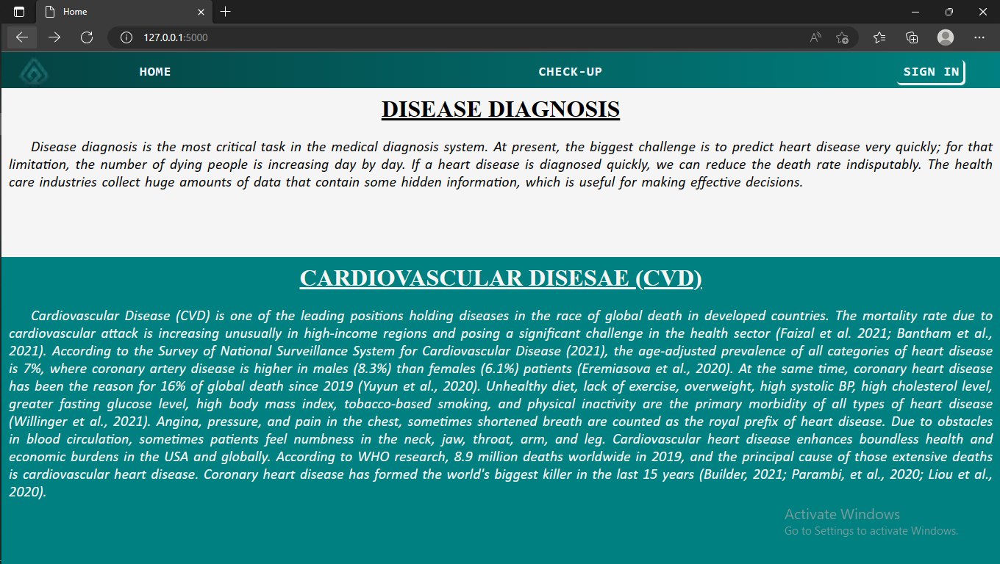 Home
127.0.0.1:5000
HOME
CHECK-UP
SIGN IN
DISEASE DIAGNOSIS
Disease diagnosis is the most critical task in the medical diagnosis system. At present, the biggest challenge is to predict heart disease very quickly; for that
limitation, the number of dying people is increasing day by day. If a heart disease is diagnosed quickly, we can reduce the death rate indisputably. The health
care industries collect huge amounts of data that contain some hidden information, which is useful for making effective decisions.
CARDIOVASCULAR DISESAE (CVD)
Cardiovascular Disease (CVD) is one of the leading positions holding diseases in the race of global death in developed countries. The mortality rate due to
cardiovascular attack is increasing unusually in high-income regions and posing a significant challenge in the health sector (Faizal et al. 2021; Bantham et al.,
2021). According to the Survey of National Surveillance System for Cardiovascular Disease (2021), the age-adjusted prevalence of all categories of heart disease
is 7%, where coronary artery disease is higher in males (8.3%) than females (6.1%) patients (Eremiasova et al., 2020). At the same time, coronary heart disease
has been the reason for 16% of global death since 2019 (Yuyun et al., 2020). Unhealthy diet, lack of exercise, overweight, high systolic BP, high cholesterol level,
greater fasting glucose level, high body mass index, tobacco-based smoking, and physical inactivity are the primary morbidity of all types of heart disease
(Willinger et al., 2021). Angina, pressure, and pain in the chest, sometimes shortened breath are counted as the royal prefix of heart disease. Due to obstacles
in blood circulation, sometimes patients feel numbness in the neck, jaw, throat, arm, and leg. Cardiovascular heart disease enhances boundless health and
economic burdens in the USA and globally. According to WHO research, 8.9 million deaths worldwide in 2019, and the principal cause of those extensive deaths
is cardiovascular heart disease. Coronary heart disease has formed the world's biggest killer in the last 15 years (Builder, 2021; Parambi, et al., 2020; Liou et al.,
2020).
Activate Windows
Go to Settings to activate Windows.